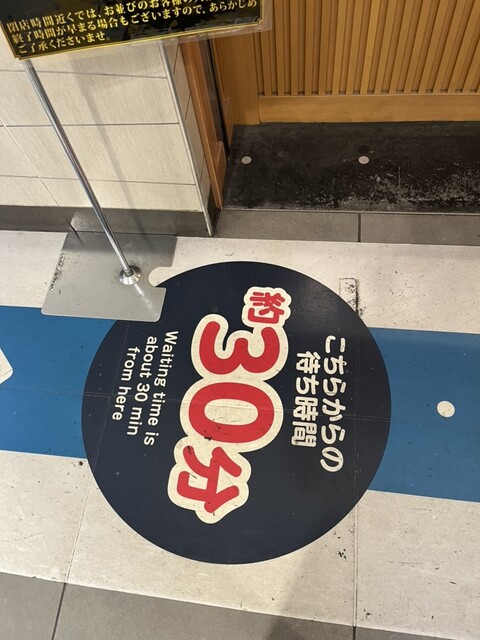 閉店時間近くでは、お並びのお客様の
終了時間が早まる場合もございますので、あらかじめ
ご了承くださいませ
こちらからの
待ち時間
約30分
Waiting time is
about 30 min
from here